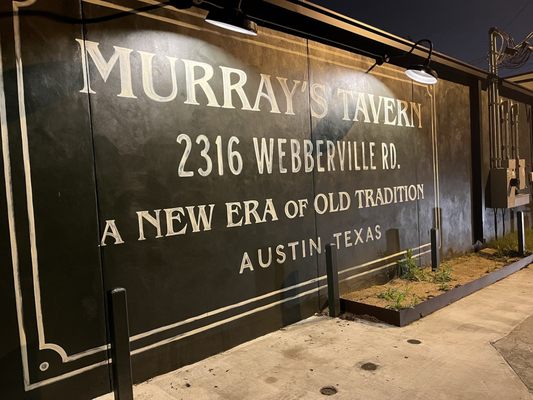 MURRAY'S TAVERN
2316 WEBBERVILLE RD.
A NEW ERA OF OLD TRADITION
AUSTIN TEXAS